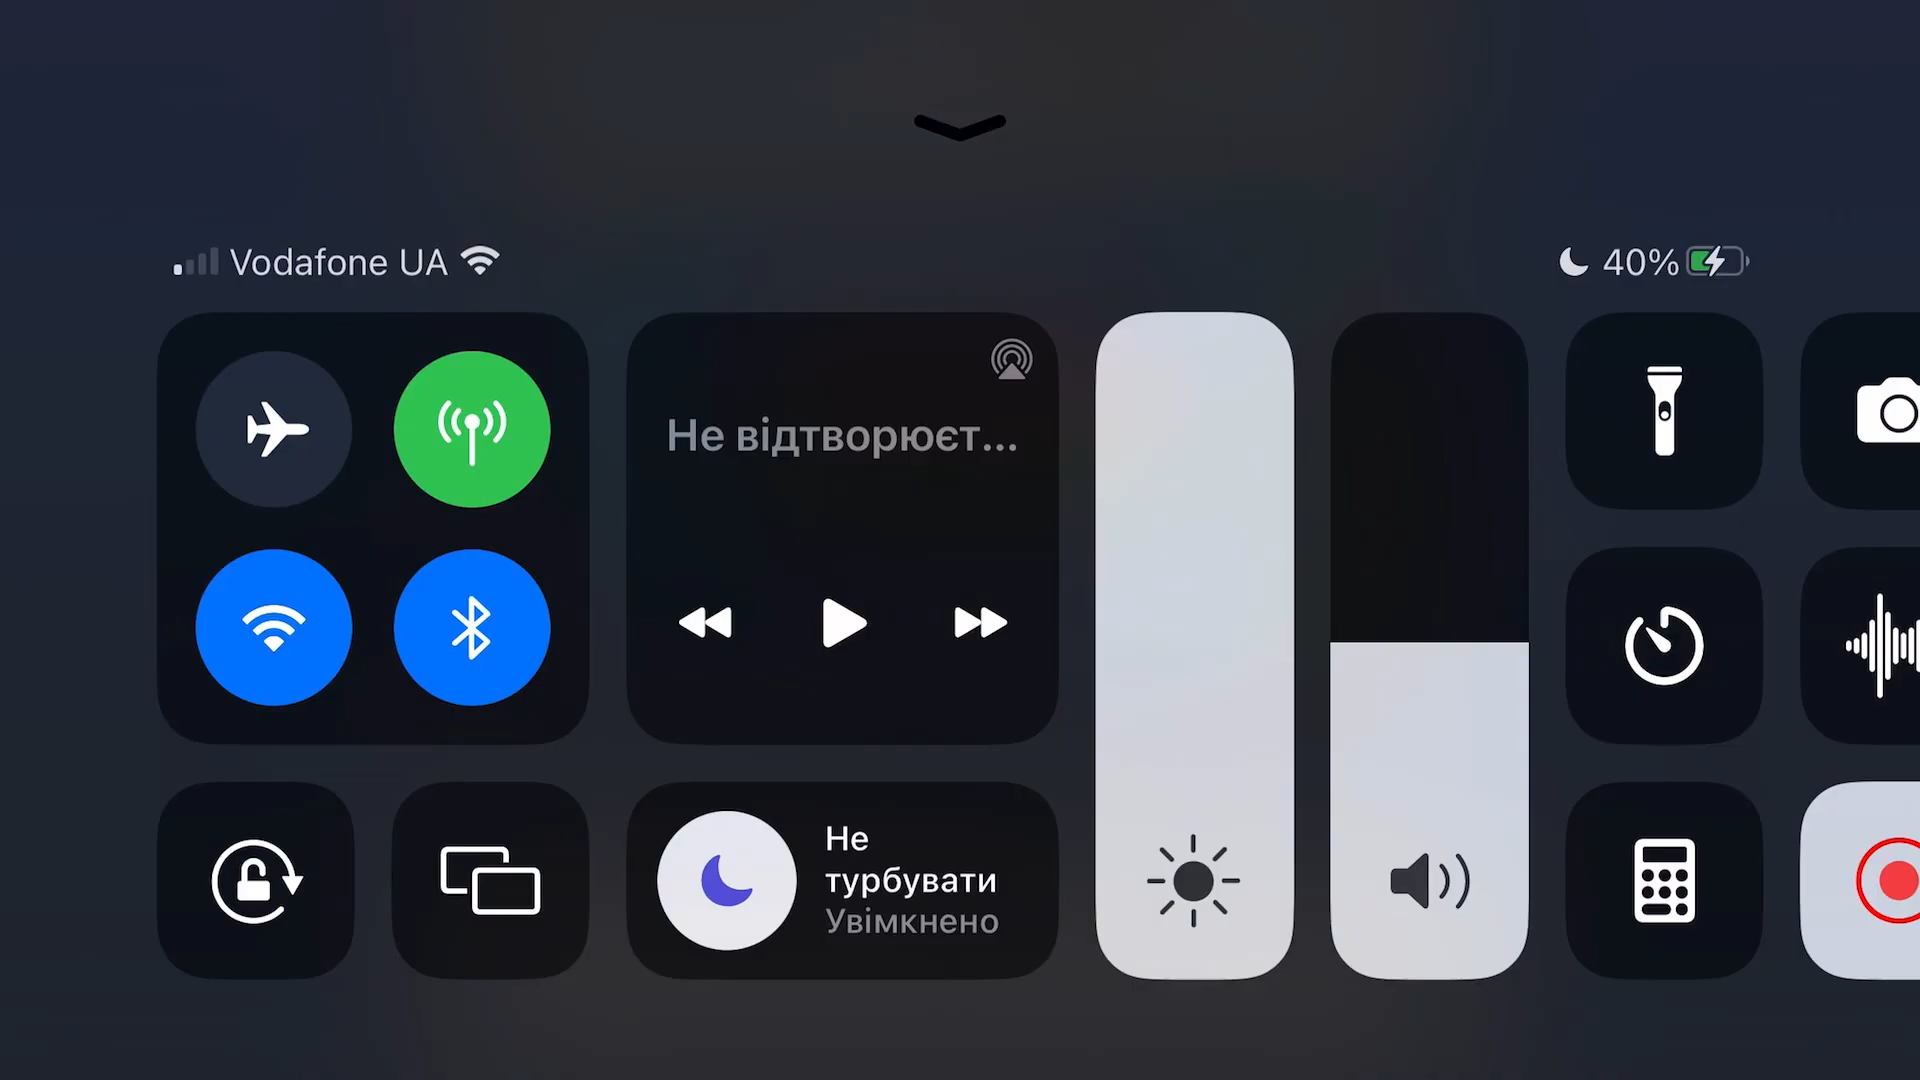 Vodafone UA
40%
Не відтворюєт...
Не
турбувати
Увімкнено